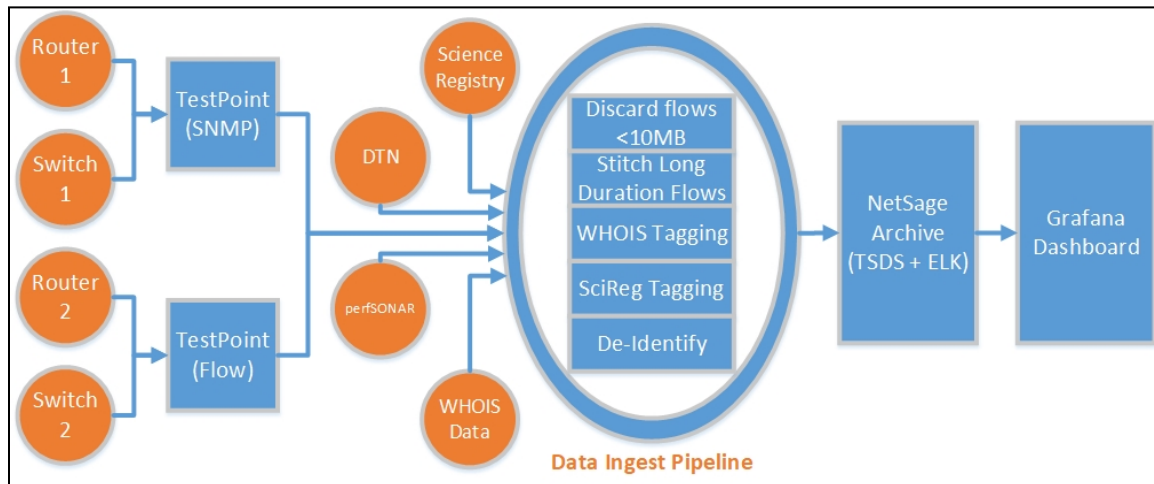 Router
1
Switch
1
Router
2
Switch
2
TestPoint
(SNMP)
TestPoint
(Flow)
Science
Registry
DTN
perfSONAR
WHOIS
Data
Discard flows
<10MB
Stitch Long
Duration Flows
WHOIS Tagging
SciReg Tagging
De-Identify
Data Ingest Pipeline
NetSage
Archive
(TSDS + ELK)
Grafana
Dashboard